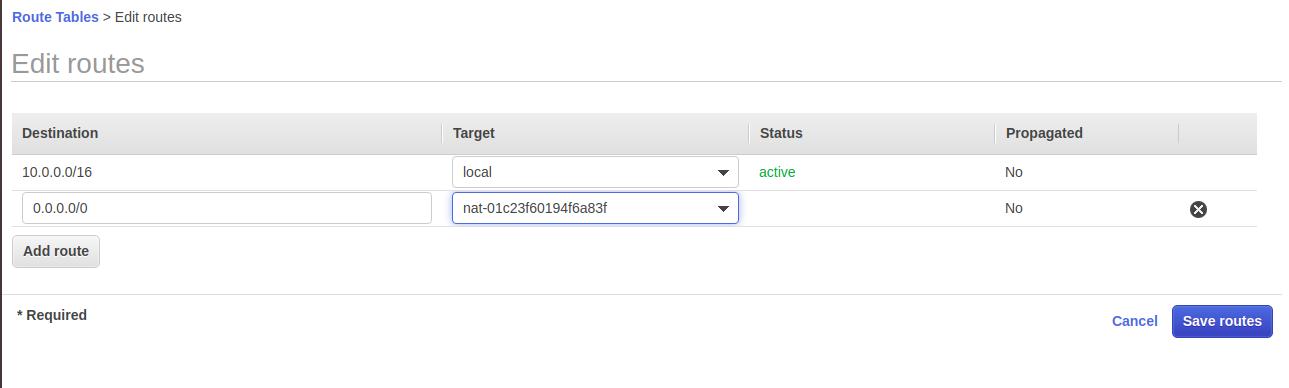 Route Tables > Edit routes
Edit routes
Destination Target Status Propagated
10.0.0.0/16 local active No
0.0.0.0/0 nat-01c23f60194f6a83f No
Add route
* Required
Cancel Save routes